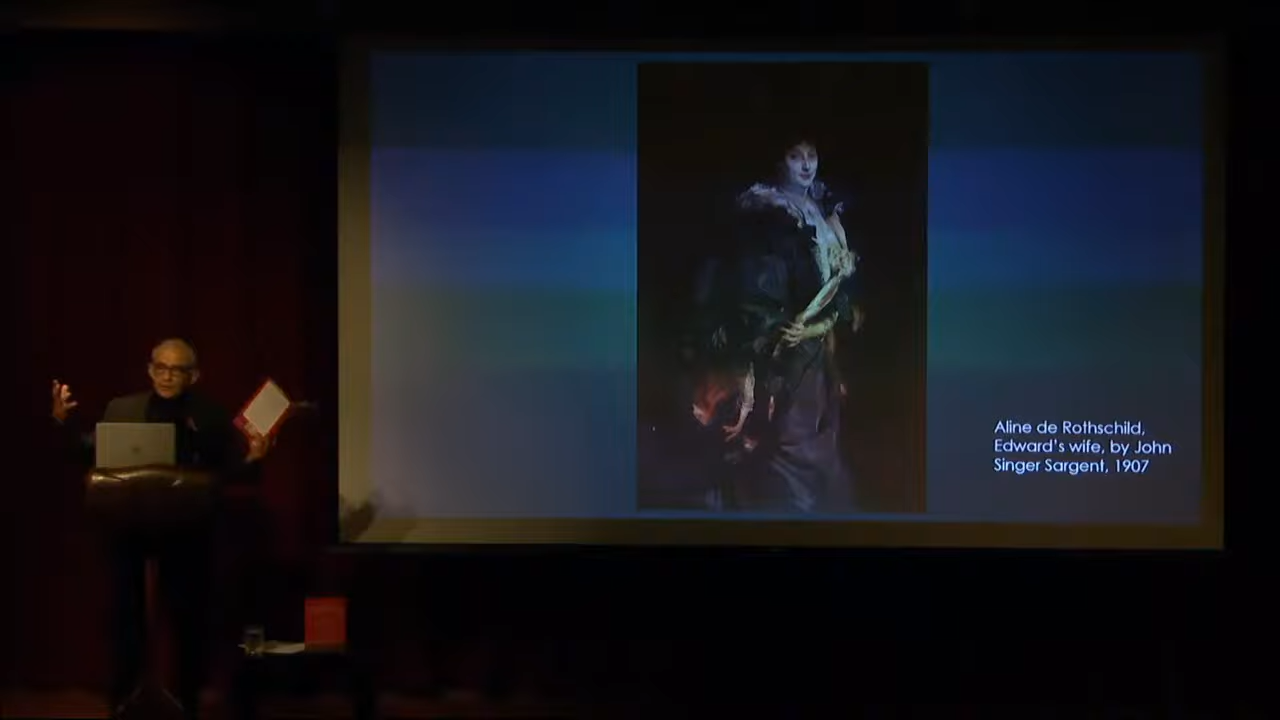 Aline de Rothschild,
Edward's wife, by John
Singer Sargent, 1907